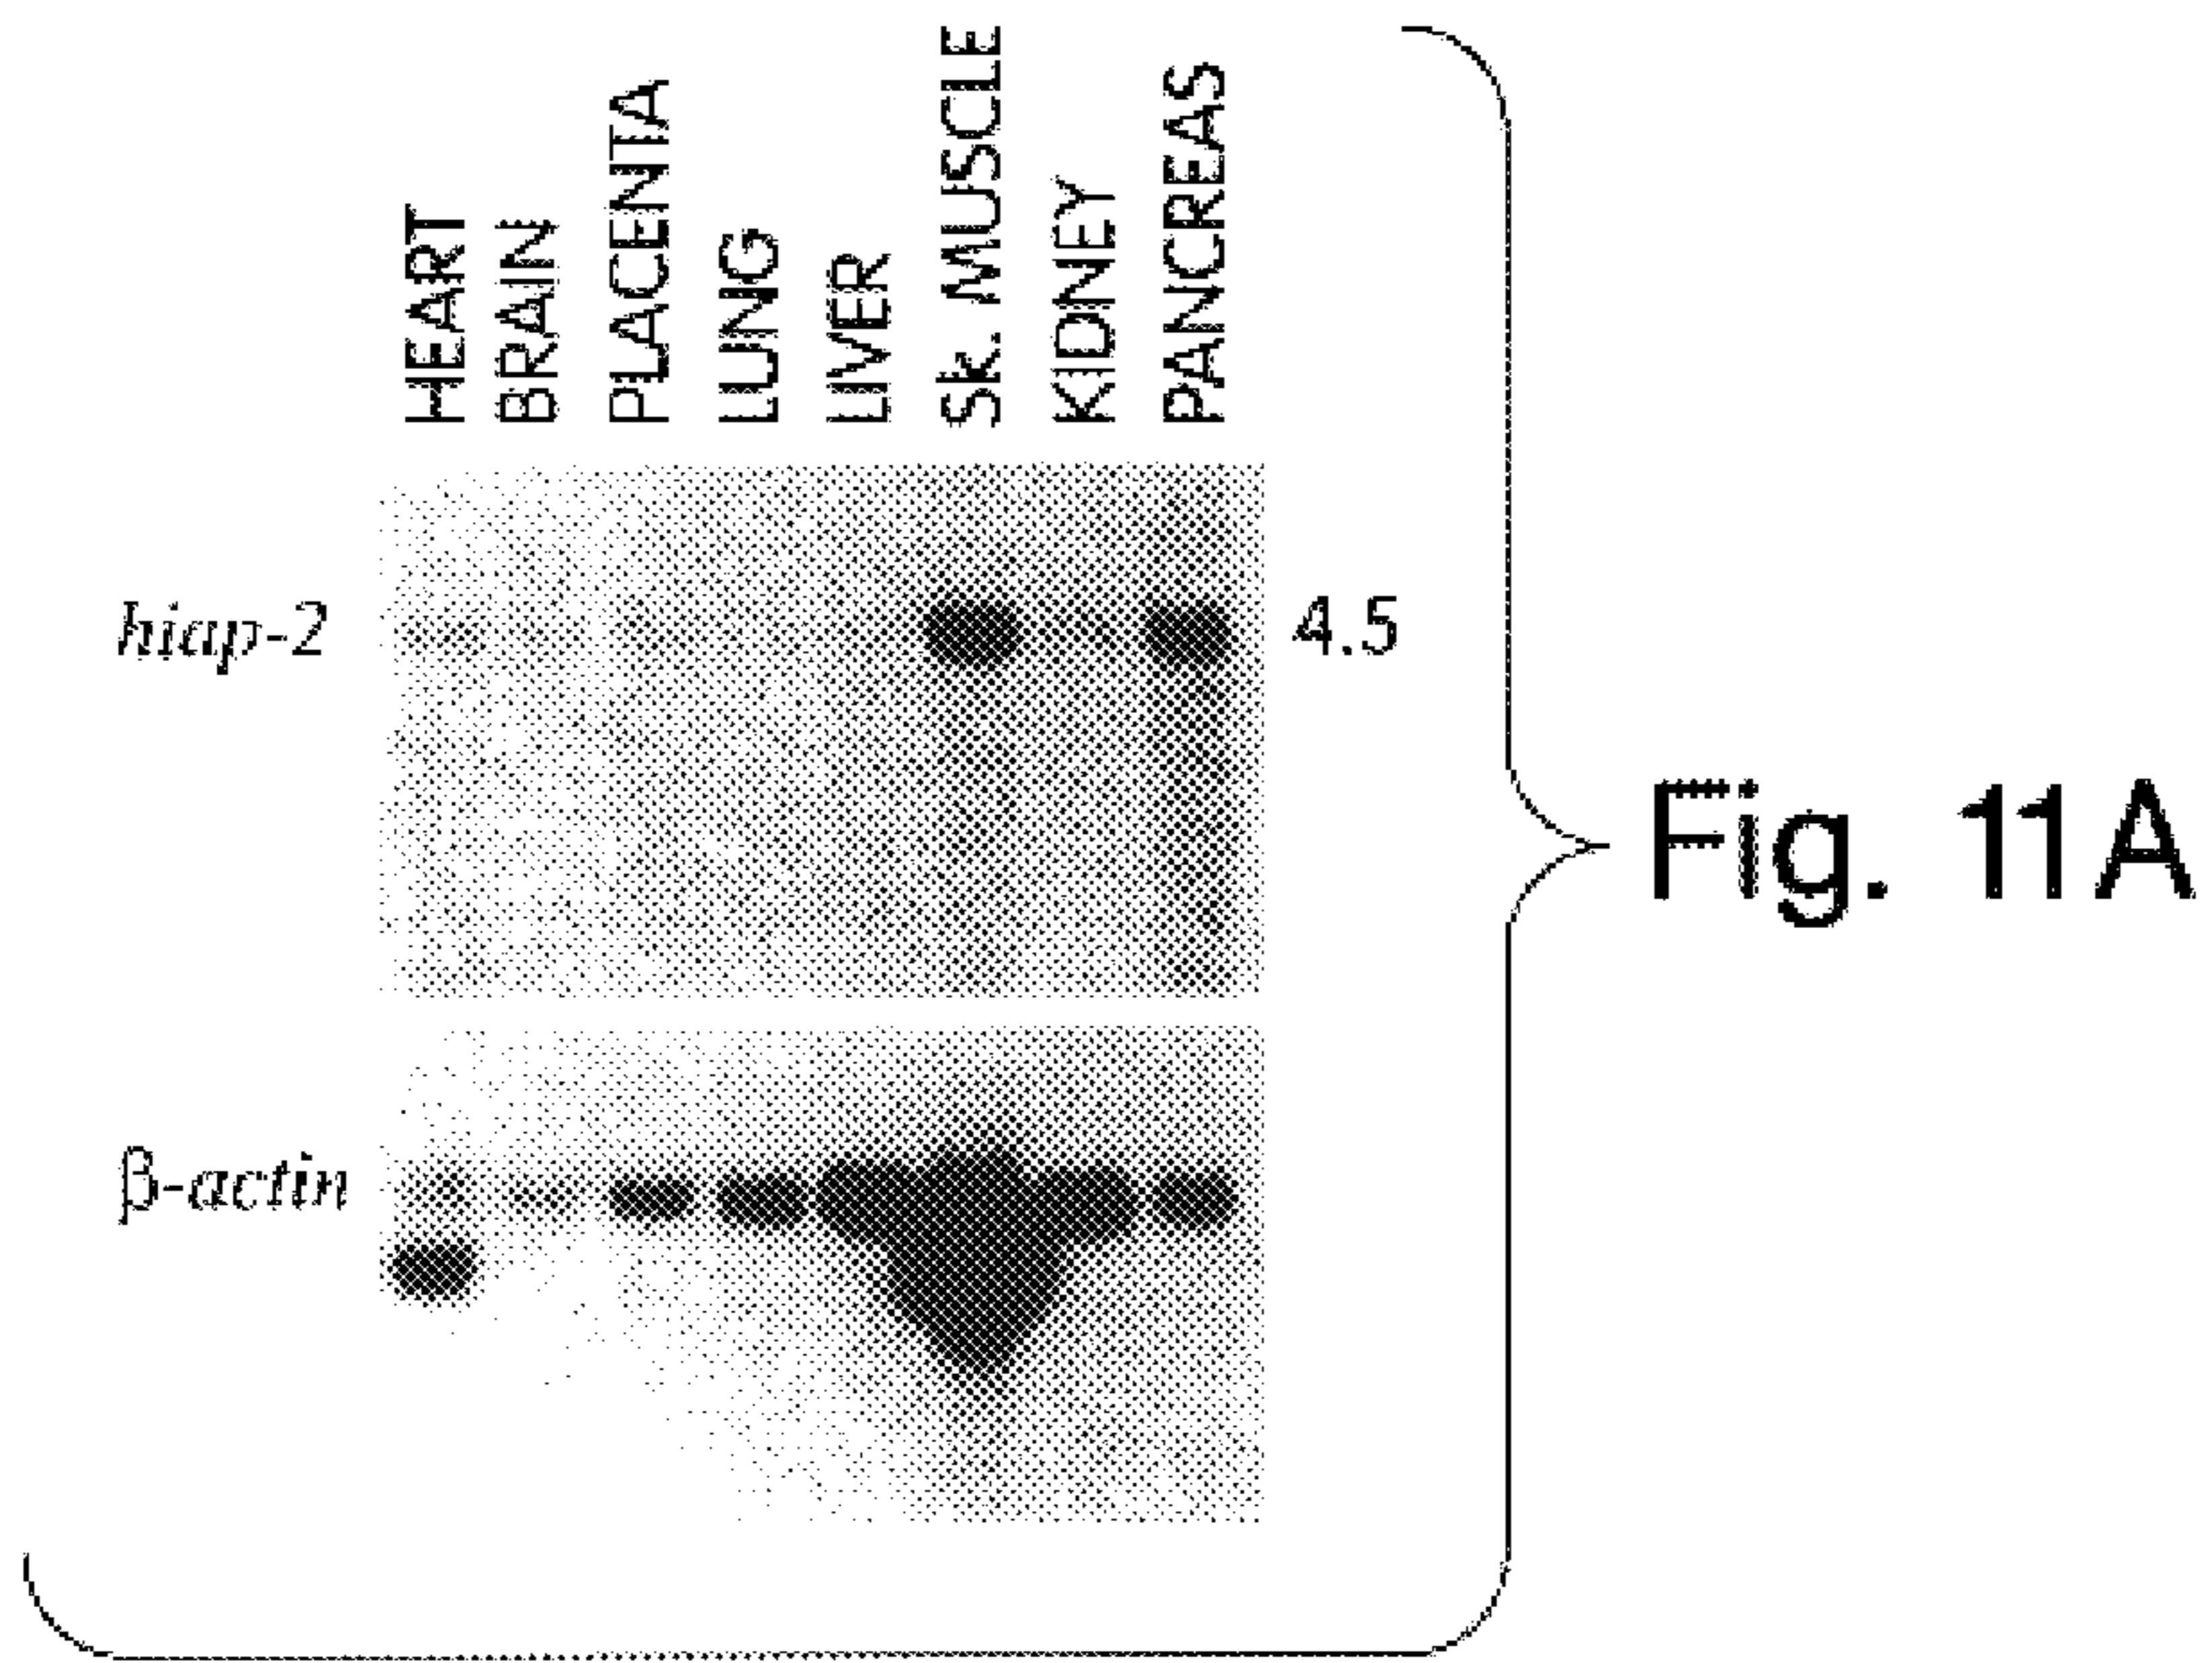 HEART
BRAIN
PLACENTA
LUNG
LIVER
Sk. MUSCLE
KIDNEY
PANCREAS
hiap-2
4.5
β-actin
Fig. 11A